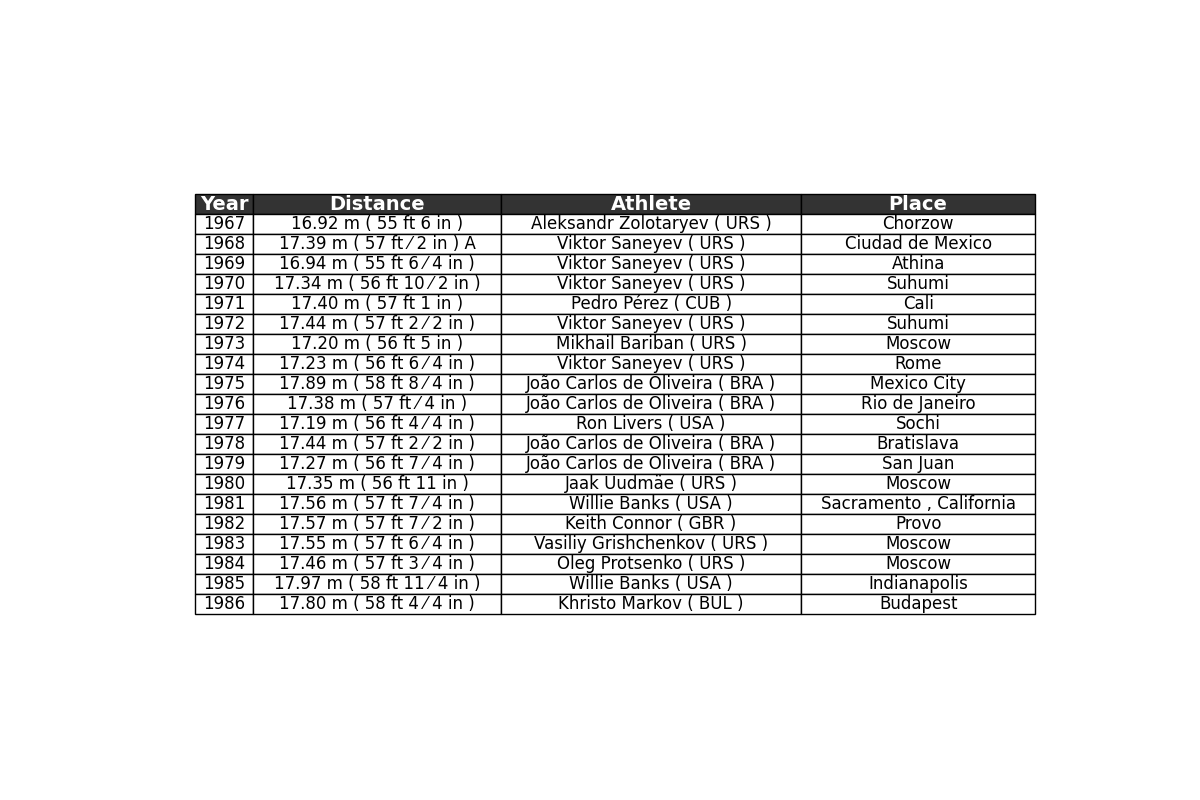 Year Distance Athlete Place
1967 16.92 m ( 55 ft 6 in ) Aleksandr Zolotaryev ( URS ) Chorzow
1968 17.39 m ( 57 ft ⁄ 2 in ) A Viktor Saneyev ( URS ) Ciudad de Mexico
1969 16.94 m ( 55 ft 6 ⁄ 4 in ) Viktor Saneyev ( URS ) Athina
1970 17.34 m ( 56 ft 10 ⁄ 2 in ) Viktor Saneyev ( URS ) Suhumi
1971 17.40 m ( 57 ft 1 in ) Pedro Pérez ( CUB ) Cali
1972 17.44 m ( 57 ft 2 ⁄ 2 in ) Viktor Saneyev ( URS ) Suhumi
1973 17.20 m ( 56 ft 5 in ) Mikhail Bariban ( URS ) Moscow
1974 17.23 m ( 56 ft 6 ⁄ 4 in ) Viktor Saneyev ( URS ) Rome
1975 17.89 m ( 58 ft 8 ⁄ 4 in ) João Carlos de Oliveira ( BRA ) Mexico City
1976 17.38 m ( 57 ft ⁄ 4 in ) João Carlos de Oliveira ( BRA ) Rio de Janeiro
1977 17.19 m ( 56 ft 4 ⁄ 4 in ) Ron Livers ( USA ) Sochi
1978 17.44 m ( 57 ft 2 ⁄ 2 in ) João Carlos de Oliveira ( BRA ) Bratislava
1979 17.27 m ( 56 ft 7 ⁄ 4 in ) João Carlos de Oliveira ( BRA ) San Juan
1980 17.35 m ( 56 ft 11 in ) Jaak Uudmäe ( URS ) Moscow
1981 17.56 m ( 57 ft 7 ⁄ 4 in ) Willie Banks ( USA ) Sacramento , California
1982 17.57 m ( 57 ft 7 ⁄ 2 in ) Keith Connor ( GBR ) Provo
1983 17.55 m ( 57 ft 6 ⁄ 4 in ) Vasiliy Grishchenkov ( URS ) Moscow
1984 17.46 m ( 57 ft 3 ⁄ 4 in ) Oleg Protsenko ( URS ) Moscow
1985 17.97 m ( 58 ft 11 ⁄ 4 in ) Willie Banks ( USA ) Indianapolis
1986 17.80 m ( 58 ft 4 ⁄ 4 in ) Khristo Markov ( BUL ) Budapest